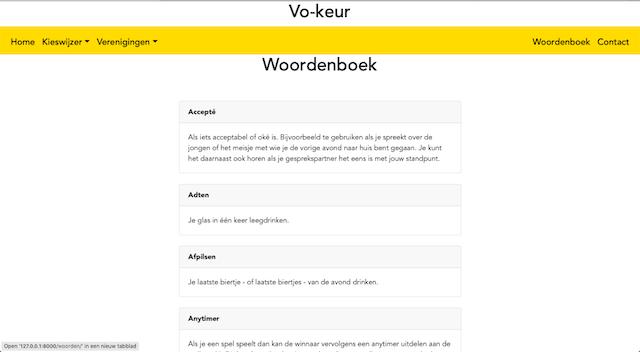 Vo-keur
Home Kieswijzer Verenigingen Woordenboek Contact
Woordenboek
Accepté
Als iets acceptabel of oké is. Bijvoorbeeld te gebruiken als je spreekt over de
jongen of het meisje met wie je de vorige avond naar huis bent gegaan. Je kunt
het daarnaast ook horen als je gesprekspartner het eens is met jouw standpunt.
Adten
Je glas in één keer leegdrinken.
Afpilsen
Je laatste biertje - of laatste biertjes - van de avond drinken.
Anytimer
Als je een spel speelt dan kan de winnaar vervolgens een anytimer uitdelen aan de
Open '127.0.0.1:8000/woorden/' in een nieuw tabblad